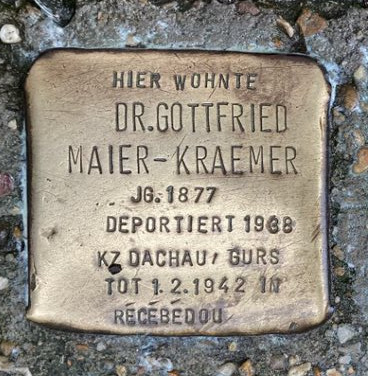 HIER WOHNTE
DR. GOTTFRIED
MAIER-KRAEMER
JG. 1877
DEPORTIERT 1938
KZ DACHAU/ GURS
TOT 1.2.1942 IN
RECEBEDOU